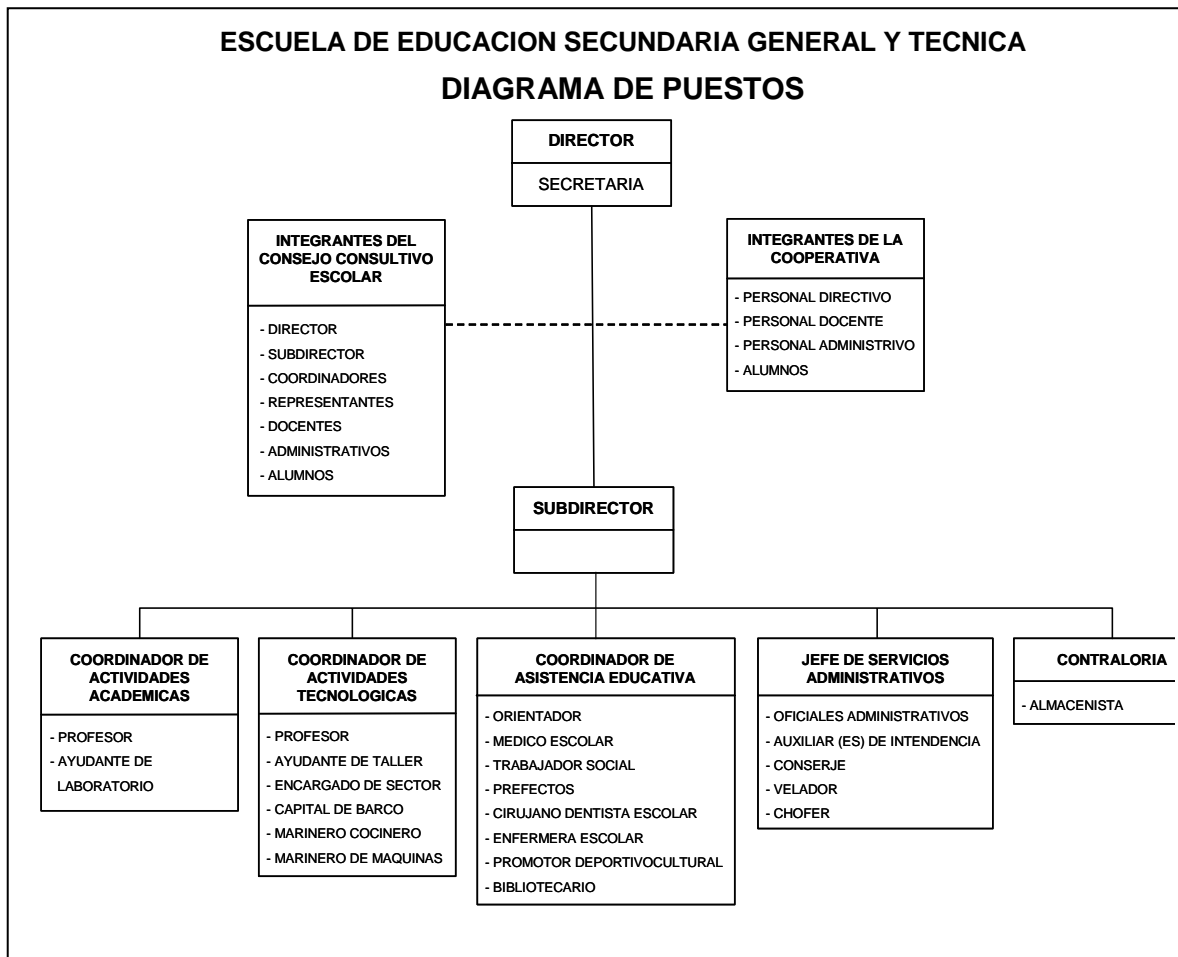 ESCUELA DE EDUCACION SECUNDARIA GENERAL Y TECNICA
DIAGRAMA DE PUESTOS
DIRECTOR
SECRETARIA
INTEGRANTES DEL
CONSEJO CONSULTIVO
ESCOLAR
- DIRECTOR
- SUBDIRECTOR
- COORDINADORES
- REPRESENTANTES
- DOCENTES
- ADMINISTRATIVOS
- ALUMNOS
INTEGRANTES DE LA
COOPERATIVA
- PERSONAL DIRECTIVO
- PERSONAL DOCENTE
- PERSONAL ADMINISTRIVO
- ALUMNOS
SUBDIRECTOR
COORDINADOR DE
ACTIVIDADES
ACADEMICAS
- PROFESOR
- AYUDANTE DE
LABORATORIO
COORDINADOR DE
ACTIVIDADES
TECNOLOGICAS
- PROFESOR
- AYUDANTE DE TALLER
- ENCARGADO DE SECTOR
- CAPITAL DE BARCO
- MARINERO COCINERO
- MARINERO DE MAQUINAS
COORDINADOR DE
ASISTENCIA EDUCATIVA
- ORIENTADOR
- MEDICO ESCOLAR
- TRABAJADOR SOCIAL
- PREFECTOS
- CIRUJANO DENTISTA ESCOLAR
- ENFERMERA ESCOLAR
- PROMOTOR DEPORTIVOCULTURAL
- BIBLIOTECARIO
JEFE DE SERVICIOS
ADMINISTRATIVOS
- OFICIALES ADMINISTRATIVOS
- AUXILIAR (ES) DE INTENDENCIA
- CONSERJE
- VELADOR
- CHOFER
CONTRALORIA
- ALMACENISTA